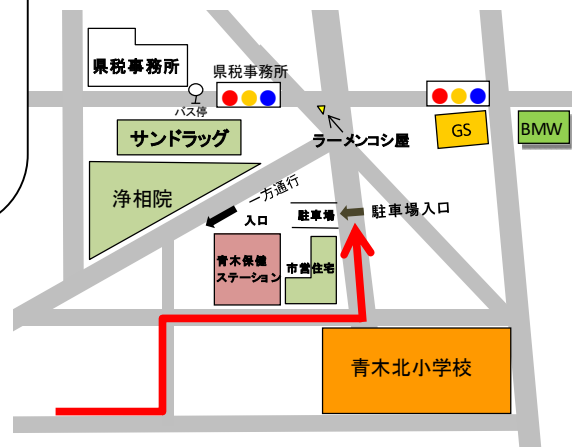 県税事務所
県税事務所
バス停
サンドラッグ
ラーメンコシ屋
GS
BMW
浄相院
一方通行
入口
駐車場
駐車場入口
青木保健
ステーション
市営住宅
青木北小学校